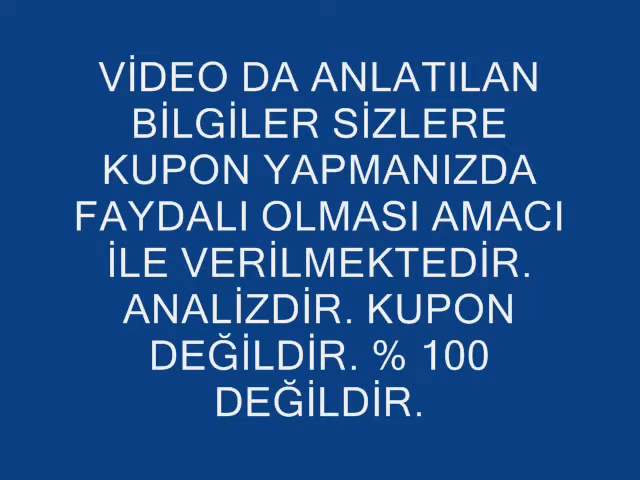 VİDEO DA ANLATILAN
BİLGİLER SİZLERE
KUPON YAPMANIZDA
FAYDALI OLMASI AMACI
İLE VERİLMEKTEDİR.
ANALİZDİR. KUPON
DEĞİLDİR. % 100
DEĞİLDİR.